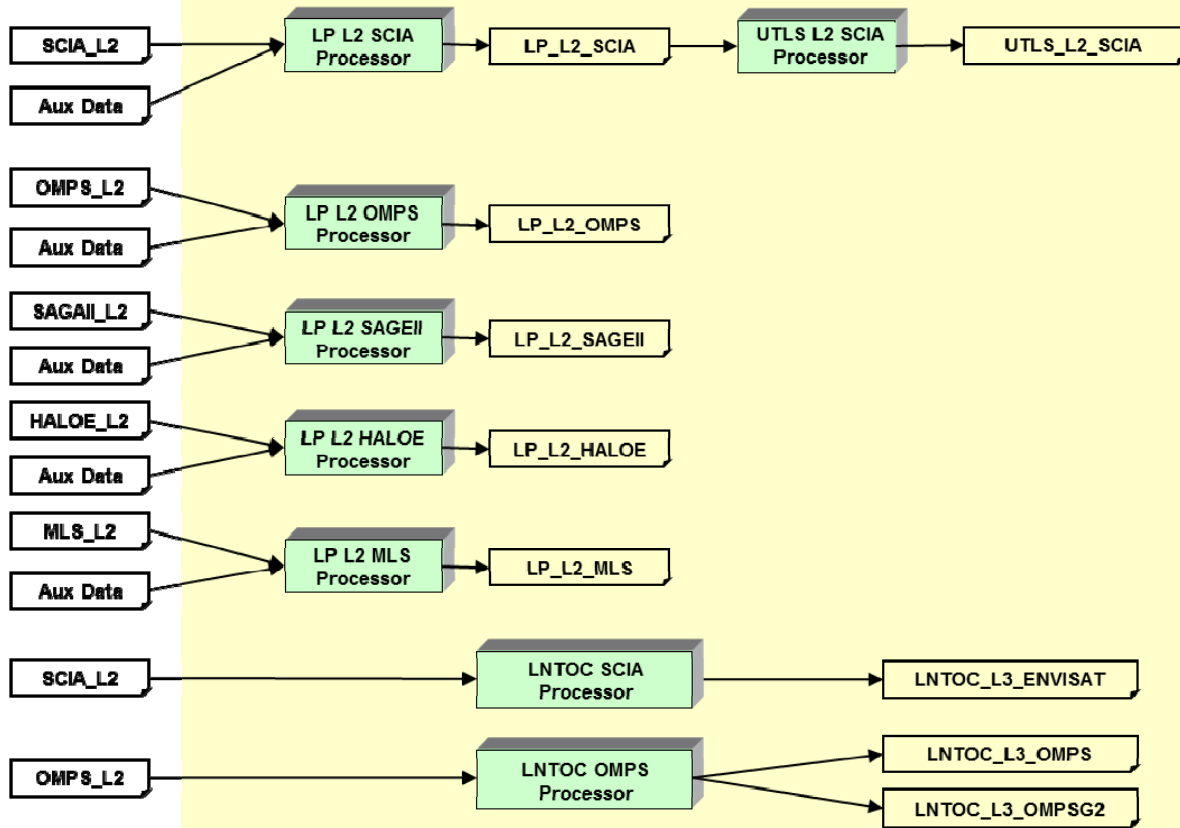 SCIA_L2
LP L2 SCIA
Processor
LP_L2_SCIA
UTLS L2 SCIA
Processor
UTLS_L2_SCIA
Aux Data
OMPS_L2
LP L2 OMPS
Processor
LP_L2_OMPS
Aux Data
SAGAII_L2
LP L2 SAGEII
Processor
LP_L2_SAGEII
Aux Data
HALOE_L2
LP L2 HALOE
Processor
LP_L2_HALOE
Aux Data
MLS_L2
LP L2 MLS
Processor
LP_L2_MLS
Aux Data
SCIA_L2
LNTOC SCIA
Processor
LNTOC_L3_ENVISAT
OMPS_L2
LNTOC OMPS
Processor
LNTOC_L3_OMPS
LNTOC_L3_OMPSG2